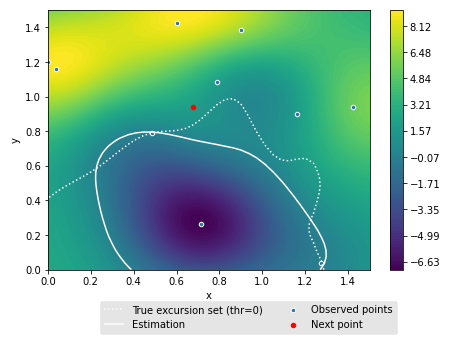 1.4
1.2
1.0
0.8
0.6
0.4
0.2
0.0
y
0.0 0.2 0.4 0.6 0.8 1.0 1.2 1.4
x
8.12
6.48
4.84
3.21
1.57
−0.07
−1.71
−3.35
−4.99
−6.63
True excursion set (thr=0)
Estimation
Observed points
Next point